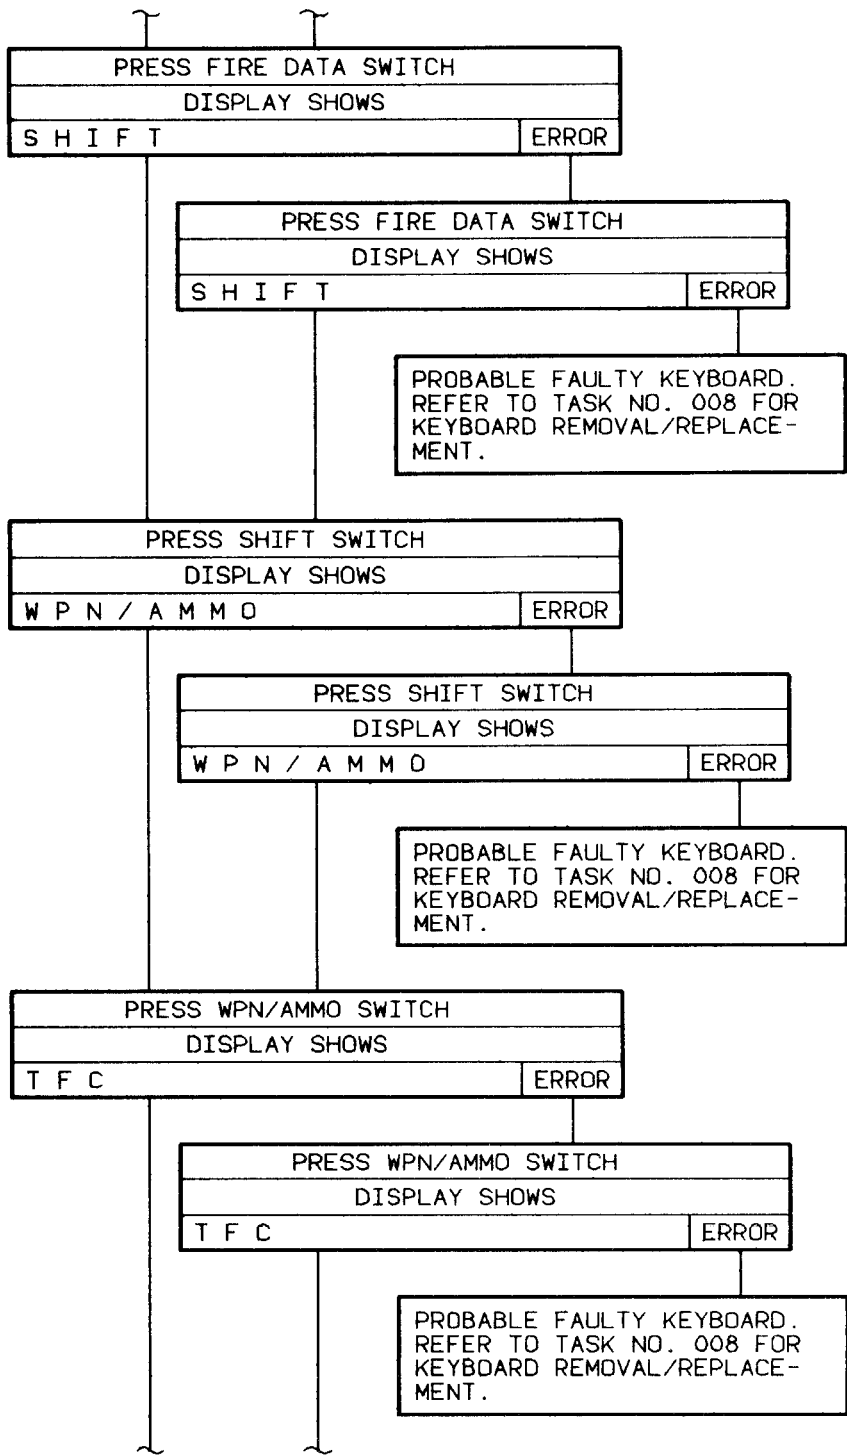 PRESS FIRE DATA SWITCH
DISPLAY SHOWS
S H I F T ERROR
PRESS FIRE DATA SWITCH
DISPLAY SHOWS
S H I F T ERROR
PROBABLE FAULTY KEYBOARD.
REFER TO TASK NO. 008 FOR
KEYBOARD REMOVAL/REPLACE-
MENT.
PRESS SHIFT SWITCH
DISPLAY SHOWS
W P N / A M M O ERROR
PRESS SHIFT SWITCH
DISPLAY SHOWS
W P N / A M M O ERROR
PROBABLE FAULTY KEYBOARD.
REFER TO TASK NO. 008 FOR
KEYBOARD REMOVAL/REPLACE-
MENT.
PRESS WPN/AMMO SWITCH
DISPLAY SHOWS
T F C ERROR
PRESS WPN/AMMO SWITCH
DISPLAY SHOWS
T F C ERROR
PROBABLE FAULTY KEYBOARD.
REFER TO TASK NO. 008 FOR
KEYBOARD REMOVAL/REPLACE-
MENT.